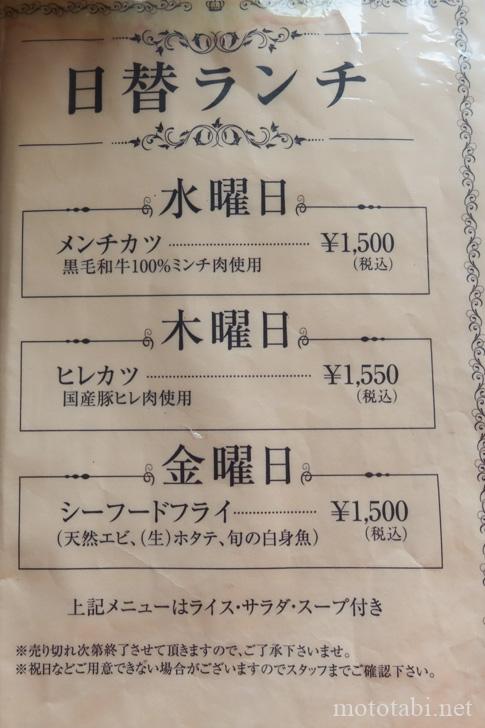 日替ランチ
水曜日
メンチカツ ¥1,500
黒毛和牛100%ミンチ肉使用 (税込)
木曜日
ヒレカツ ¥1,550
国産豚ヒレ肉使用 (税込)
金曜日
シーフードフライ ¥1,500
(天然エビ、(生)ホタテ、旬の白身魚) (税込)
上記メニューはライス・サラダ・スープ付き
※売り切れ次第終了させて頂きますので、ご了承下さいませ。
※祝日などご用意できない場合がございますのでスタッフまでご確認下さい。
mototabi.net